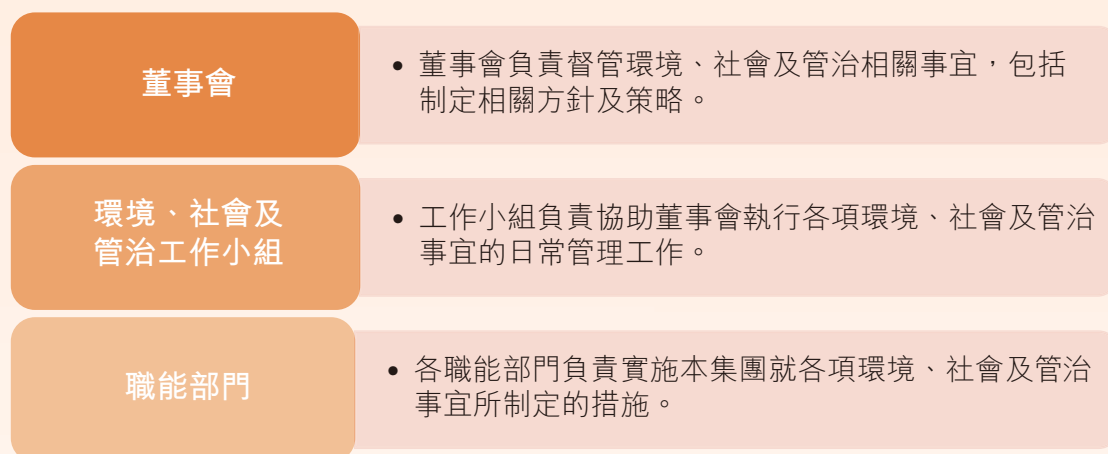 董事會
• 董事會負責督管環境、社會及管治相關事宜，包括
制定相關方針及策略。
環境、社會及
管治工作小組
• 工作小組負責協助董事會執行各項環境、社會及管治
事宜的日常管理工作。
職能部門
• 各職能部門負責實施本集團就各項環境、社會及管治
事宜所制定的措施。